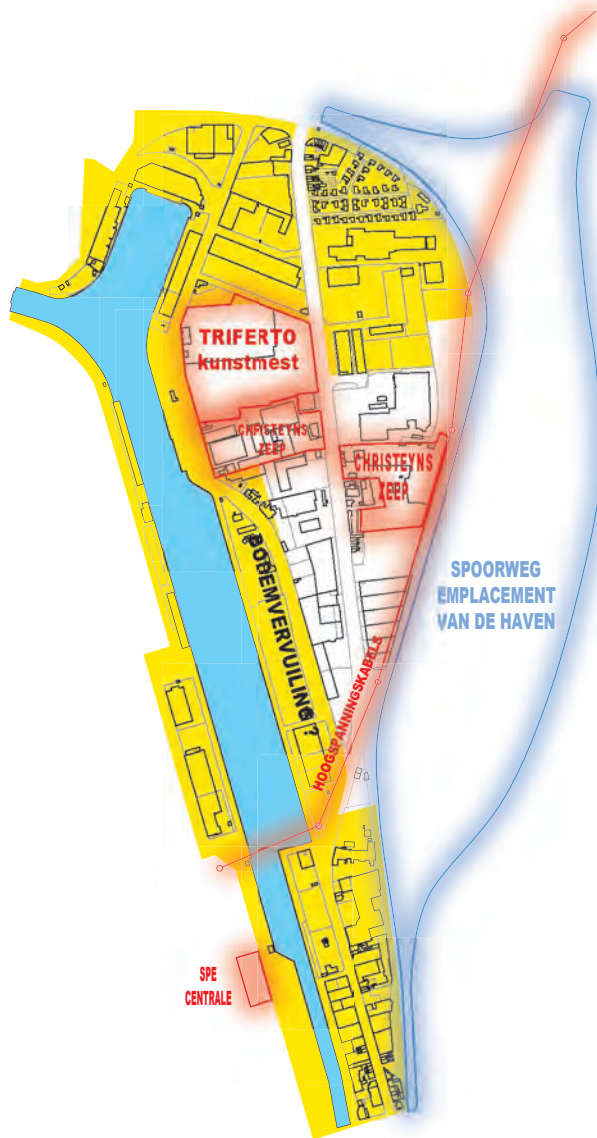 TRIFERTO
kunstmest
CHRISTEYNS
ZEEP
CHRISTEYNS
ZEEP
BODEMVERVUILING ?
SPOORWEG
EMPLACEMENT
VAN DE HAVEN
HOOGSPANNINGSKABELS
SPE
CENTRALE